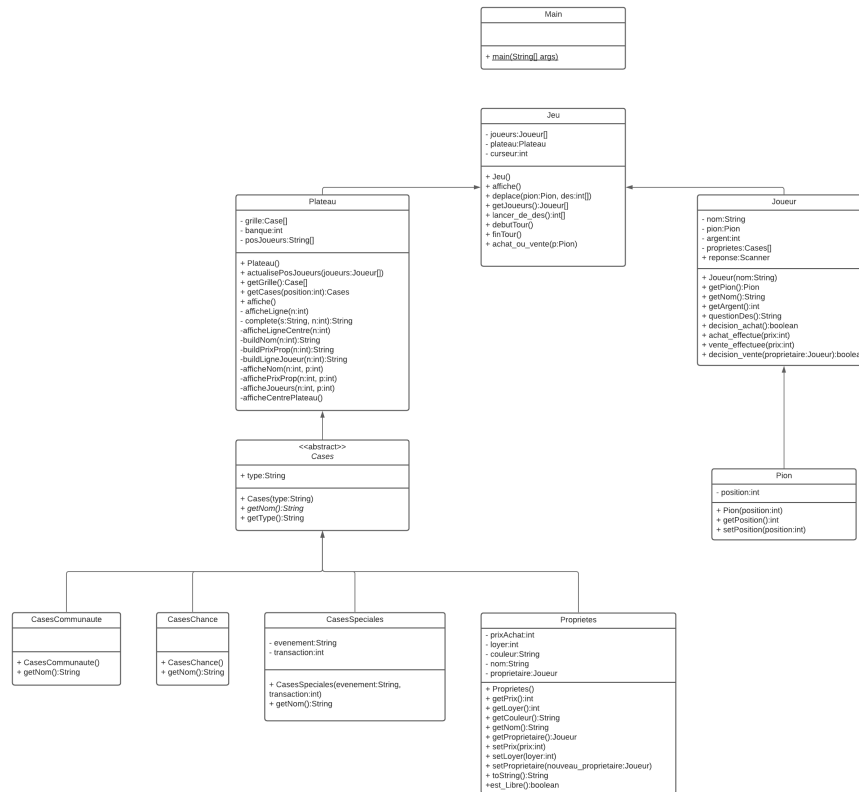 Main
+ main(String[] args)
Jeu
- joueurs:Joueur[]
- plateau:Plateau
- curseur:int
+ Jeu()
+ affiche()
+ deplace(pion:Pion, des:int[])
+ getJoueurs():Joueur[]
+ lancer_de_des():int[]
+ debutTour()
+ finTour()
+ achat_ou_vente(p:Pion)
Plateau
- grille:Case[]
- banque:int
- posJoueurs:String[]
+ Plateau()
+ actualisePosJoueurs(joueurs:Joueur[])
+ getGrille():Case[]
+ getCases(position:int):Cases
+ affiche()
- afficheLigne(n:int)
- complete(s:String, n:int):String
-afficheLigneCentre(n:int)
-buildNom(n:int):String
-buildPrixProp(n:int):String
-buildLigneJoueur(n:int):String
-afficheNom(n:int, p:int)
-affichePrixProp(n:int, p:int)
-afficheJoueurs(n:int, p:int)
-afficheCentrePlateau()
Joueur
- nom:String
- pion:Pion
- argent:int
- proprietes:Cases[]
+ reponse:Scanner
+ Joueur(nom:String)
+ getPion():Pion
+ getNom():String
+ getArgent():int
+ questionDes():String
+ decision_achat():boolean
+ achat_effectue(prix:int)
+ vente_effectuee(prix:int)
+ decision_vente(proprietaire:Joueur):boolea
<<abstract>>
Cases
+ type:String
+ Cases(type:String)
+ getNom():String
+ getType():String
Pion
- position:int
+ Pion(position:int)
+ getPosition():int
+ setPosition(position:int)
CasesCommunaute
+ CasesCommunaute()
+ getNom():String
CasesChance
+ CasesChance()
+ getNom():String
CasesSpeciales
- evenement:String
- transaction:int
+ CasesSpeciales(evenement:String,
transaction:int)
+ getNom():String
Proprietes
- prixAchat:int
- loyer:int
- couleur:String
- nom:String
- proprietaire:Joueur
+ Proprietes()
+ getPrix():int
+ getLoyer():int
+ getCouleur():String
+ getNom():String
+ getProprietaire():Joueur
+ setPrix(prix:int)
+ setLoyer(loyer:int)
+ setProprietaire(nouveau_proprietaire:Joueur)
+ toString():String
+est_Libre():boolean